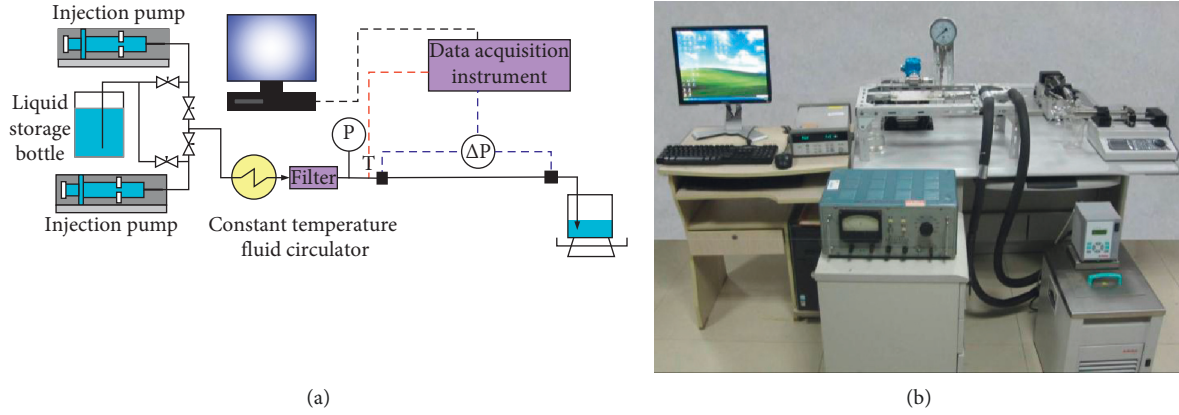 Injection pump
Liquid
storage
bottle
Injection pump
Data acquisition
instrument
P
T
ΔP
Filter
Constant temperature
fluid circulator
(a)
(b)